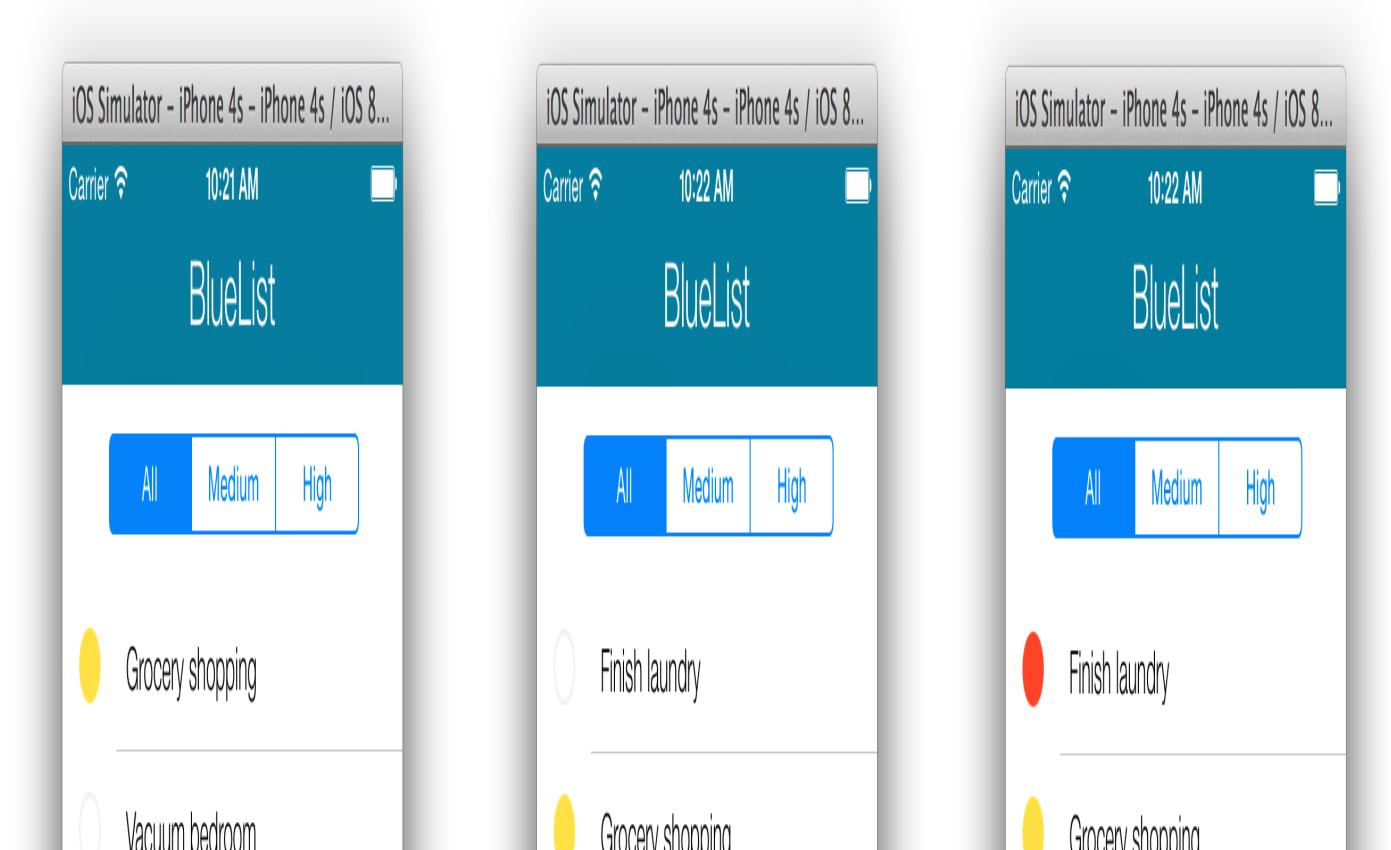 iOS Simulator – iPhone 4s – iPhone 4s / iOS 8...
Carrier 10:21 AM
BlueList
All Medium High
Grocery shopping
Vacuum bedroom
iOS Simulator – iPhone 4s – iPhone 4s / iOS 8...
Carrier 10:22 AM
BlueList
All Medium High
Finish laundry
Grocery shopping
iOS Simulator – iPhone 4s – iPhone 4s / iOS 8...
Carrier 10:22 AM
BlueList
All Medium High
Finish laundry
Grocery shopping